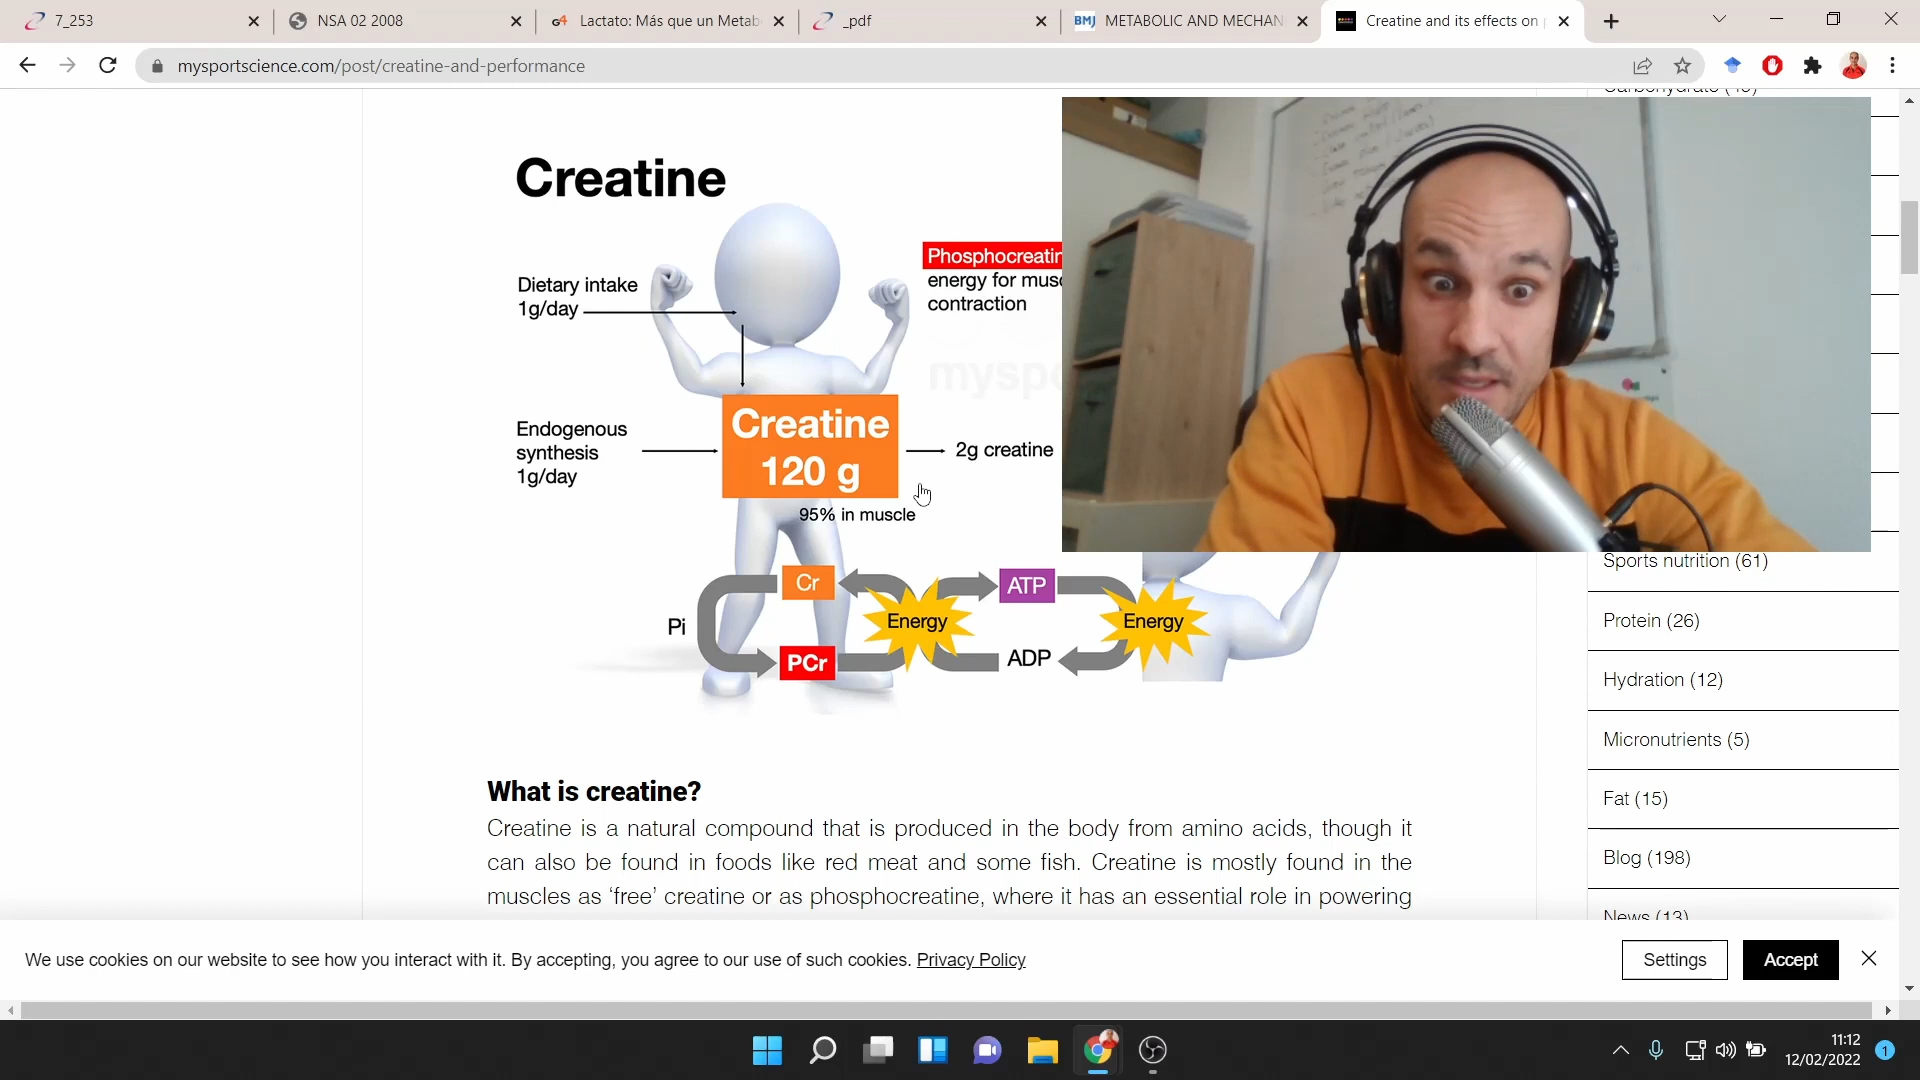 7_253
NSA 02 2008
G4
Lactato: Más que un Metab
_pdf
BMJ
METABOLIC AND MECHAN
Creatine and its effects on
mysportscience.com/post/creatine-and-performance
Creatine
Dietary intake
1g/day
Phosphocreatin
energy for musc
contraction
Endogenous
synthesis
1g/day
Creatine
120 g
2g creatine
95% in muscle
Cr
Pi
PCr
Energy
ATP
ADP
Energy
What is creatine?
Creatine is a natural compound that is produced in the body from amino acids, though it
can also be found in foods like red meat and some fish. Creatine is mostly found in the
muscles as ‘free’ creatine or as phosphocreatine, where it has an essential role in powering
Sports nutrition (61)
Protein (26)
Hydration (12)
Micronutrients (5)
Fat (15)
Blog (198)
News (13)
We use cookies on our website to see how you interact with it. By accepting, you agree to our use of such cookies. Privacy Policy
Settings
Accept
11:12
12/02/2022
1